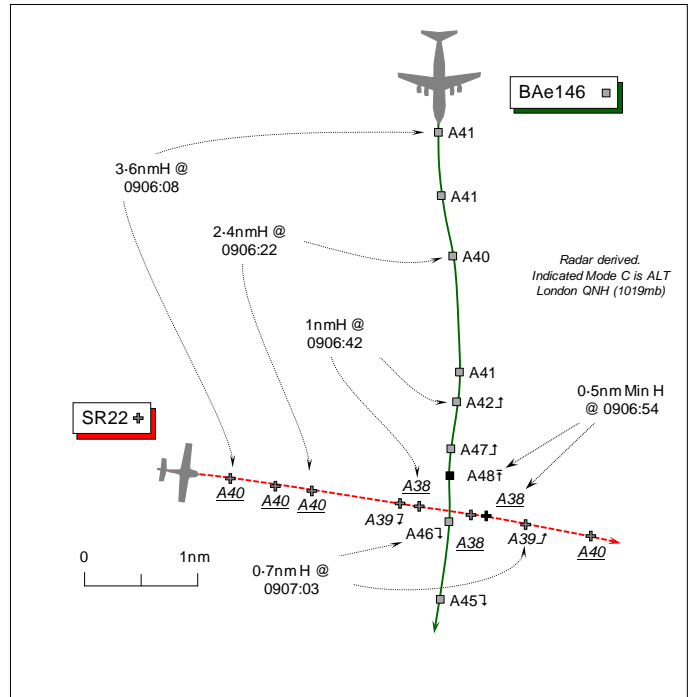 BAe146
A41
3·6nmH @
0906:08
A41
2·4nmH @
0906:22
A40
Radar derived.
Indicated Mode C is ALT
London QNH (1019mb)
1nmH @
0906:42
A41
0·5nm Min H
@ 0906:54
A42
SR22
A47
A48
A40
A40
A40
A38
A38
A39
A46
A38
A39
A40
0
1nm
0·7nm H @
0907:03
A45